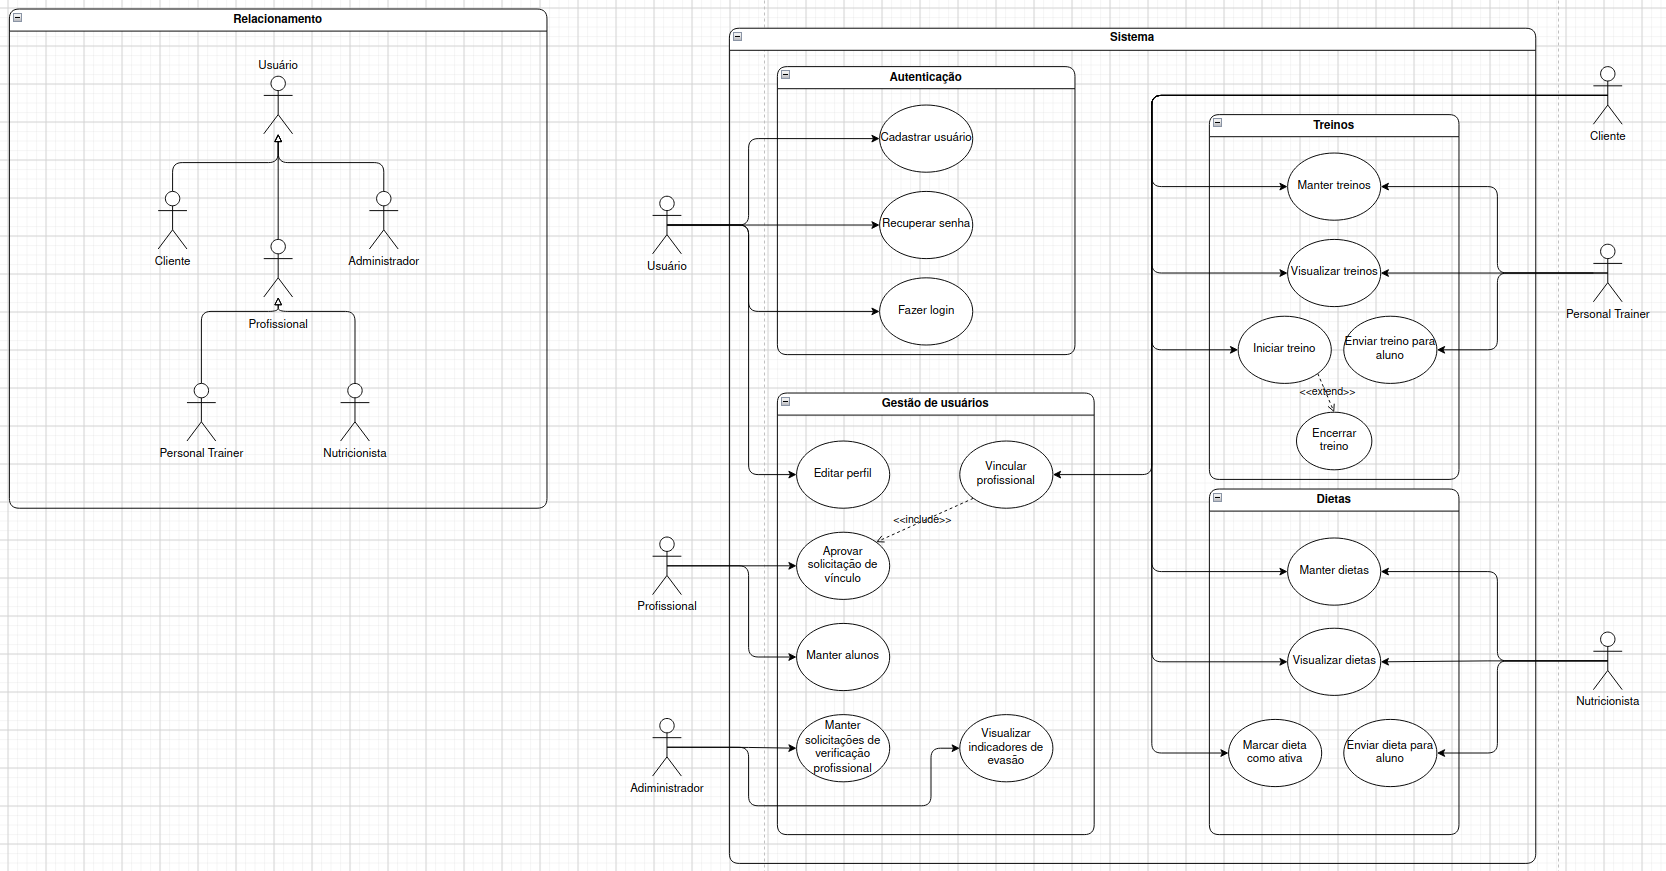 Relacionamento
Usuário
Cliente
Administrador
Profissional
Personal Trainer
Nutricionista
Sistema
Autenticação
Cadastrar usuário
Recuperar senha
Fazer login
Usuário
Gestão de usuários
Editar perfil
Vincular
profissional
<<include>>
Aprovar
solicitação de
vínculo
Profissional
Manter alunos
Manter
solicitações de
verificação
profissional
Visualizar
indicadores de
evasão
Adiministrador
Treinos
Manter treinos
Visualizar treinos
Iniciar treino
Enviar treino para
aluno
<<extend>>
Encerrar
treino
Dietas
Manter dietas
Visualizar dietas
Marcar dieta
como ativa
Enviar dieta para
aluno
Cliente
Personal Trainer
Nutricionista